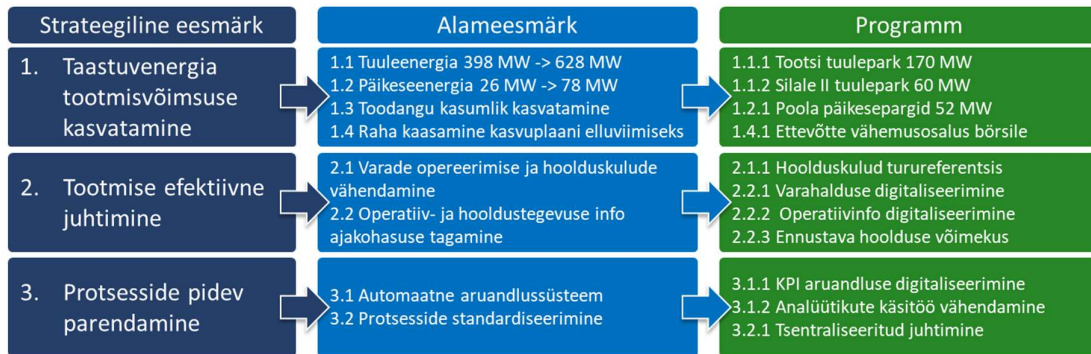 Strateegiline eesmärk
Alameesmärk
Programm
1. Taastuvenergia
tootmisvõimsuse
kasvatamine
1.1 Tuuleenergia 398 MW -> 628 MW
1.2 Päikeseenergia 26 MW -> 78 MW
1.3 Toodangu kasumlik kasvatamine
1.4 Raha kaasamine kasvuplaani elluviimiseks
1.1.1 Tootsi tuulepark 170 MW
1.1.2 Silale II tuulepark 60 MW
1.2.1 Poola päikesepargid 52 MW
1.4.1 Ettevõtte vähemusosalus börsile
2. Tootmise efektiivne
juhtimine
2.1 Varade opereerimise ja hoolduskulude
vähendamine
2.2 Operatiiv- ja hooldustegevuse info
ajakohasuse tagamine
2.1.1 Hoolduskulud turureferentsis
2.2.1 Varahalduse digitaliseerimine
2.2.2 Operatiivinfo digitaliseerimine
2.2.3 Ennustava hoolduse võimekus
3. Protsesside pidev
parendamine
3.1 Automaatne aruandlussüsteem
3.2 Protsesside standardiseerimine
3.1.1 KPI aruandluse digitaliseerimine
3.1.2 Analüütikute käsitöö vähendamine
3.2.1 Tsentraliseeritud juhtimine